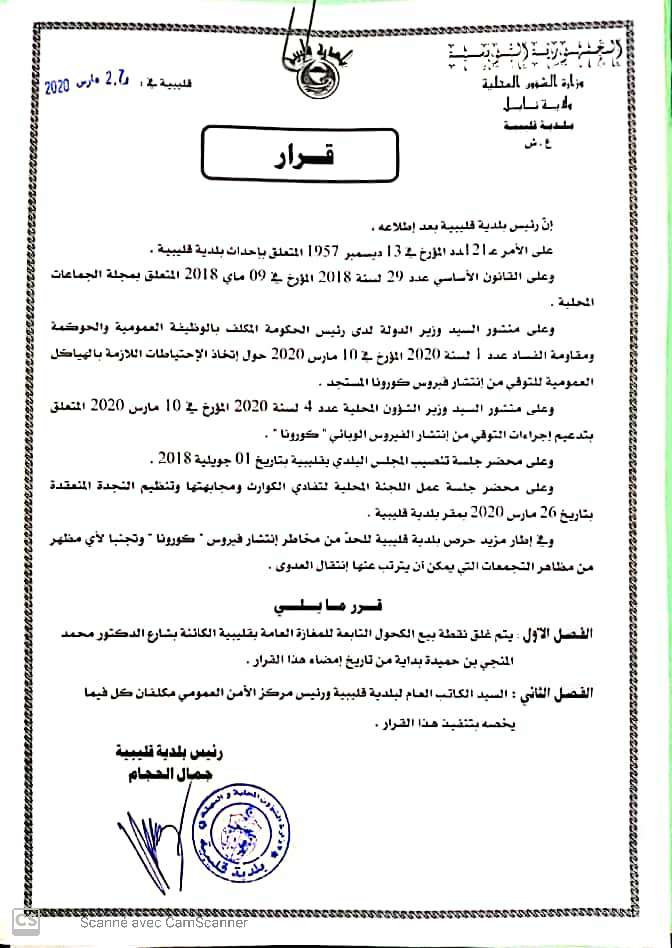 الجمهورية التونسية
وزارة الشؤون المحلية
ولاية نابل
بلدية قليبية
ع.ش
بلدية قليبية
قليبية في : 27 مارس 2020
قرار
إنّ رئيس بلدية قليبية بعد إطلاعه ،
على الأمر عـ121ـدد المؤرخ في 13 ديسمبر 1957 المتعلق بإحداث بلدية قليبية .
وعلى القانون الأساسي عدد 29 لسنة 2018 المؤرخ في 09 ماي 2018 المتعلق بمجلة الجماعات
المحلية .
وعلى منشور السيد وزير الدولة لدى رئيس الحكومة المكلف بالوظيفة العمومية والحوكمة
ومقاومة الفساد عدد 1 لسنة 2020 المؤرخ في 10 مارس 2020 حول إتخاذ الإحتياطات اللازمة بالهياكل
العمومية للتوقي من إنتشار فيروس كورونا المستجد .
وعلى منشور السيد وزير الشؤون المحلية عدد 4 لسنة 2020 المؤرخ في 10 مارس 2020 المتعلق
بتدعيم إجراءات التوقي من إنتشار الفيروس الوبائي " كورونا " .
وعلى محضر جلسة تنصيب المجلس البلدي بقليبية بتاريخ 01 جويلية 2018 .
وعلى محضر جلسة عمل اللجنة المحلية لتفادي الكوارث ومجابهتها وتنظيم النجدة المنعقدة
بتاريخ 26 مارس 2020 بمقر بلدية قليبية .
وفي إطار مزيد حرص بلدية قليبية للحدّ من مخاطر إنتشار فيروس " كورونا " وتجنبا لأي مظهر
من مظاهر التجمعات التي يمكن أن يترتب عنها إنتقال العدوى .
قرر ما يلي
الفصل الأول : يتم غلق نقطة بيع الكحول التابعة للمغازة العامة بقليبية الكائنة بشارع الدكتور محمد
المنجي بن حميدة بداية من تاريخ إمضاء هذا القرار .
الفصل الثاني : السيد الكاتب العام لبلدية قليبية ورئيس مركز الأمن العمومي مكلفان كل فيما
يخصه بتنفيذ هذا القرار .
رئيس بلدية قليبية
جمال الحجام
بلدية قليبية
CS Scanné avec CamScanner